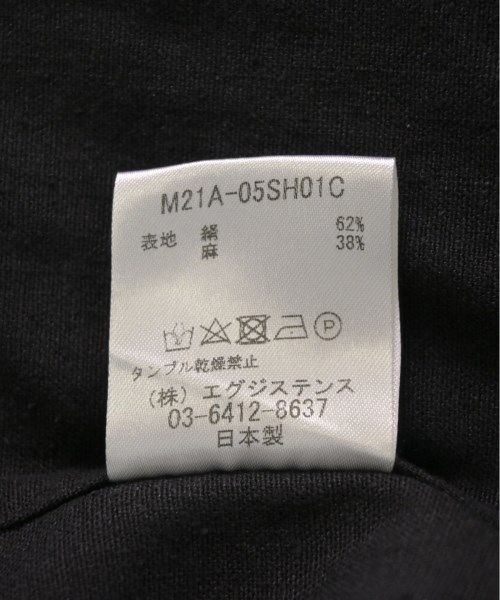 M21A-05SH01C
表地 絹 62%
麻 38%
P
タンブル乾燥禁止
(株) エグジステンス
03-6412-8637
日本製